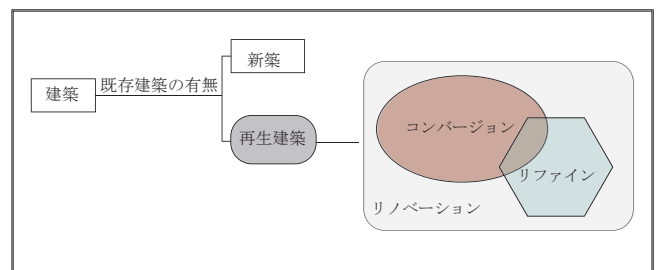 新築
既存建築の有無
建築
再生建築
コンバージョン
リファイン
リノベーション